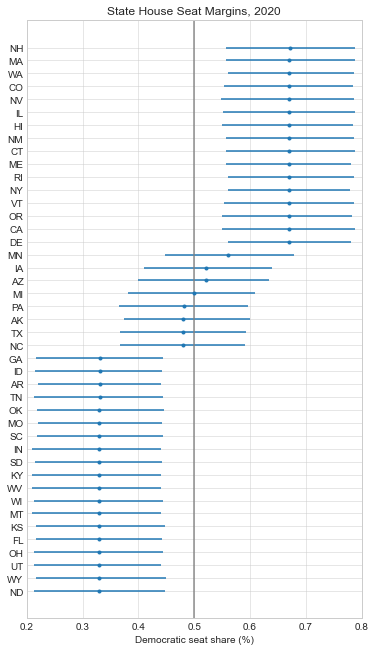 State House Seat Margins, 2020
NH
MA
WA
CO
NV
IL
HI
NM
CT
ME
RI
NY
VT
OR
CA
DE
MN
IA
AZ
MI
PA
AK
TX
NC
GA
ID
AR
TN
OK
MO
SC
IN
SD
KY
WV
WI
MT
KS
FL
OH
UT
WY
ND
0.2 0.3 0.4 0.5 0.6 0.7 0.8
Democratic seat share (%)